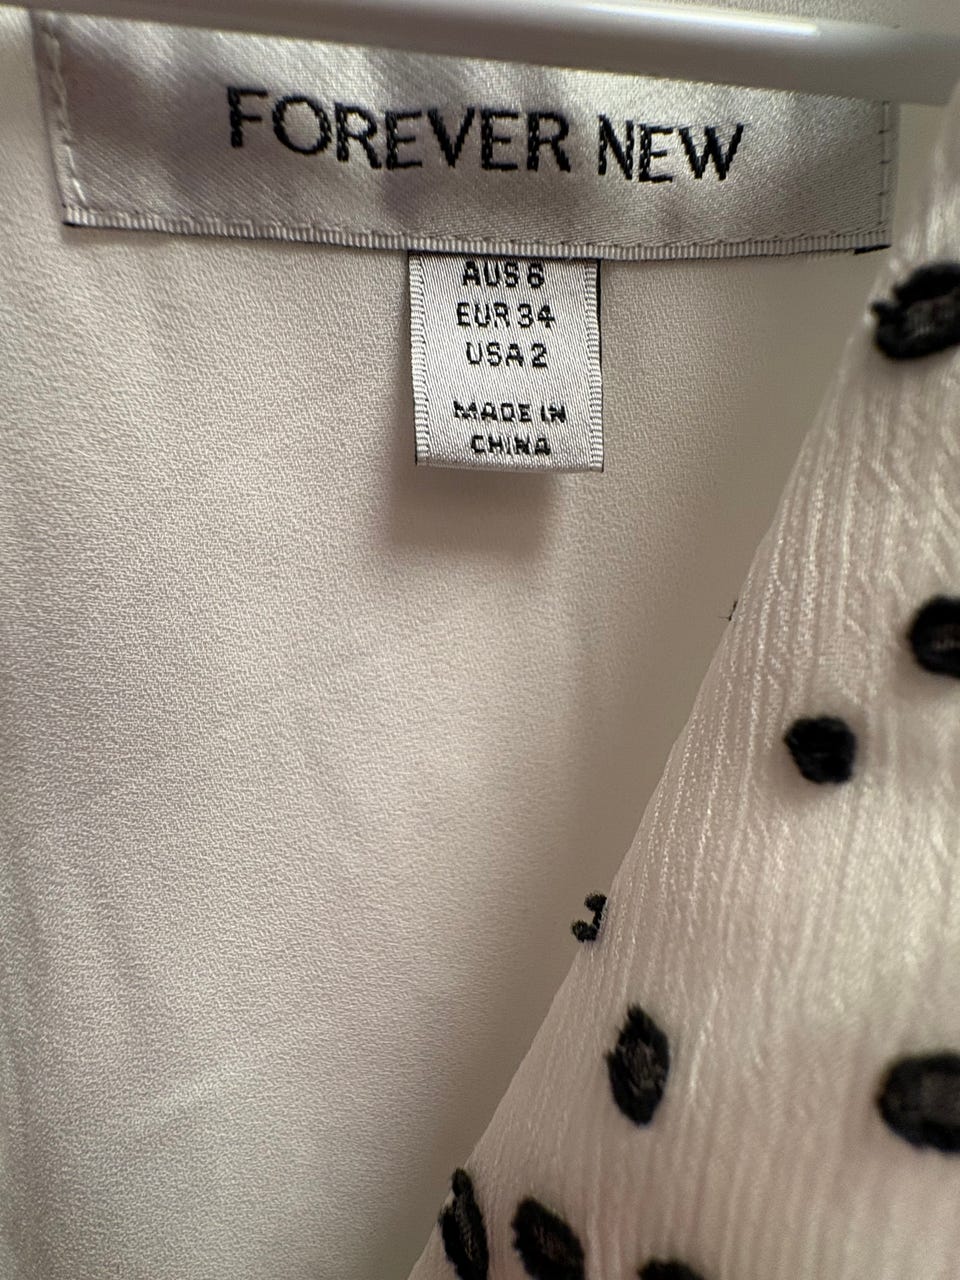 FOREVER NEW
AUS 6
EUR 34
USA 2
MADE IN
CHINA